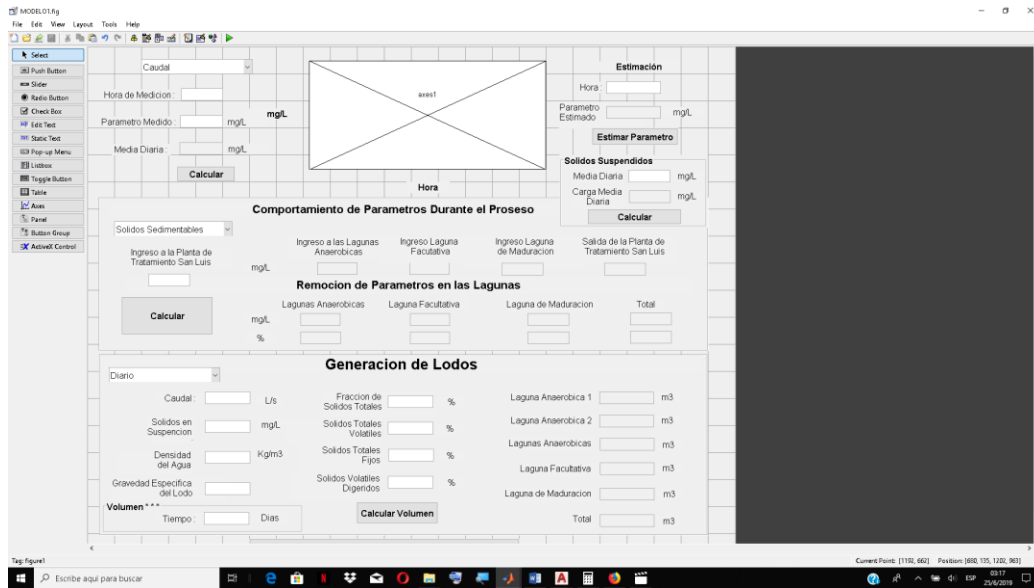 MODELO1.fig
File Edit View Layout Tools Help
Select
Push Button
Slider
Radio Button
Check Box
Edit Text
Static Text
Pop-up Menu
Listbox
Toggle Button
Table
Axes
Panel
Button Group
ActiveX Control
Caudal
Hora de Medicion :
Parametro Medido : mg/L
mg/L
Media Diaria : mg/L
Calcular
axes1
Hora
Estimación
Hora :
Parametro
Estimado
mg/L
Estimar Parametro
Solidos Suspendidos
Media Diaria mg/L
Carga Media
Diaria
mg/L
Calcular
Comportamiento de Parametros Durante el Proseso
Solidos Sedimentables
Ingreso a la Planta de
Tratamiento San Luis
mg/L
Ingreso a las Lagunas
Anaerobicas
Ingreso Laguna
Facutativa
Ingreso Laguna
de Maduracion
Salida de la Planta de
Tratamiento San Luis
Remocion de Parametros en las Lagunas
Lagunas Anaerobicas Laguna Facultativa Laguna de Maduracion Total
Calcular
mg/L
%
Generacion de Lodos
Diario
Caudal : L/s
Solidos en
Suspencion
mg/L
Densidad
del Agua
Kg/m3
Gravedad Especifica
del Lodo
Volumen ***
Tiempo : Dias
Fraccion de
Solidos Totales
%
Solidos Totales
Volatiles
%
Solidos Totales
Fijos
%
Solidos Volatiles
Digeridos
%
Calcular Volumen
Laguna Anaerobica 1 m3
Laguna Anaerobica 2 m3
Lagunas Anaerobicas m3
Laguna Facultativa m3
Laguna de Maduracion m3
Total m3
Tag: figure1
Current Point: [1192, 662] Position: [680, 135, 1202, 963]
Escribe aquí para buscar
ESP
03:17
25/6/2019